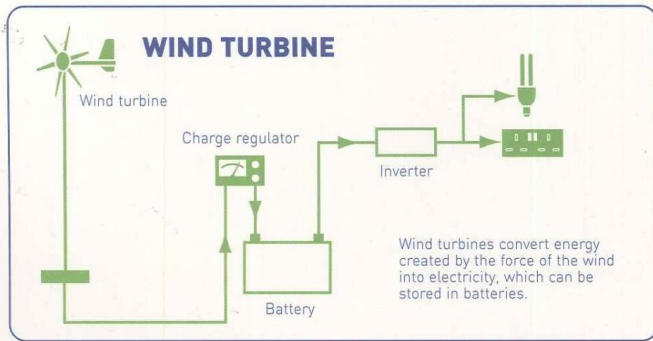 WIND TURBINE
Wind turbine
Charge regulator
Inverter
Battery
Wind turbines convert energy
created by the force of the wind
into electricity, which can be
stored in batteries.